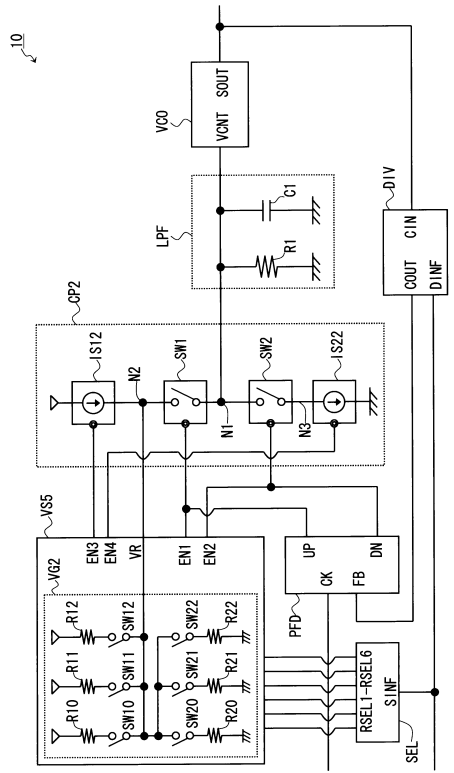 10
VS5
VG2
R10
R11
R12
SW10
SW11
SW12
SW20
SW21
SW22
R20
R21
R22
EN3
EN4
VR
EN1
EN2
CP2
IS12
N2
SW1
N1
SW2
N3
IS22
LPF
R1
C1
VCO
VCNT
SOUT
DIV
COUT
CIN
DINF
PFD
CK
UP
FB
DN
RSEL1-RSEL6
SINF
SEL